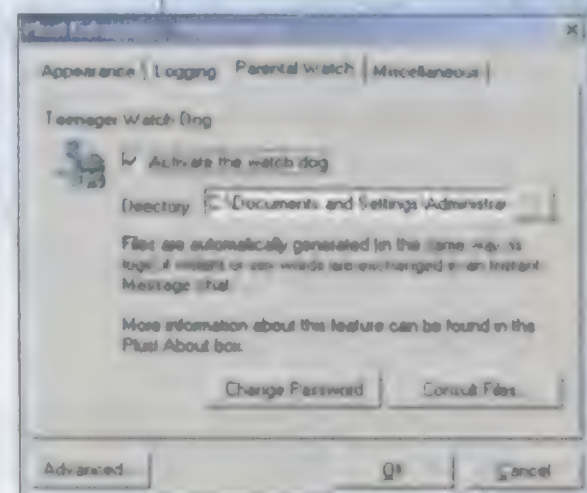 Appearance Logging Parental Watch Miscellaneous
Teenager Watch Dog
Activate the watch dog
Directory C:\Documents and Settings\Administrar
Files are automatically generated (in the same way as
logs) if violent or sex words are exchanged in an Instant
Message chat.
More information about this feature can be found in the
Plus! About box.
Change Password Consult Files...
Advanced... OK Cancel